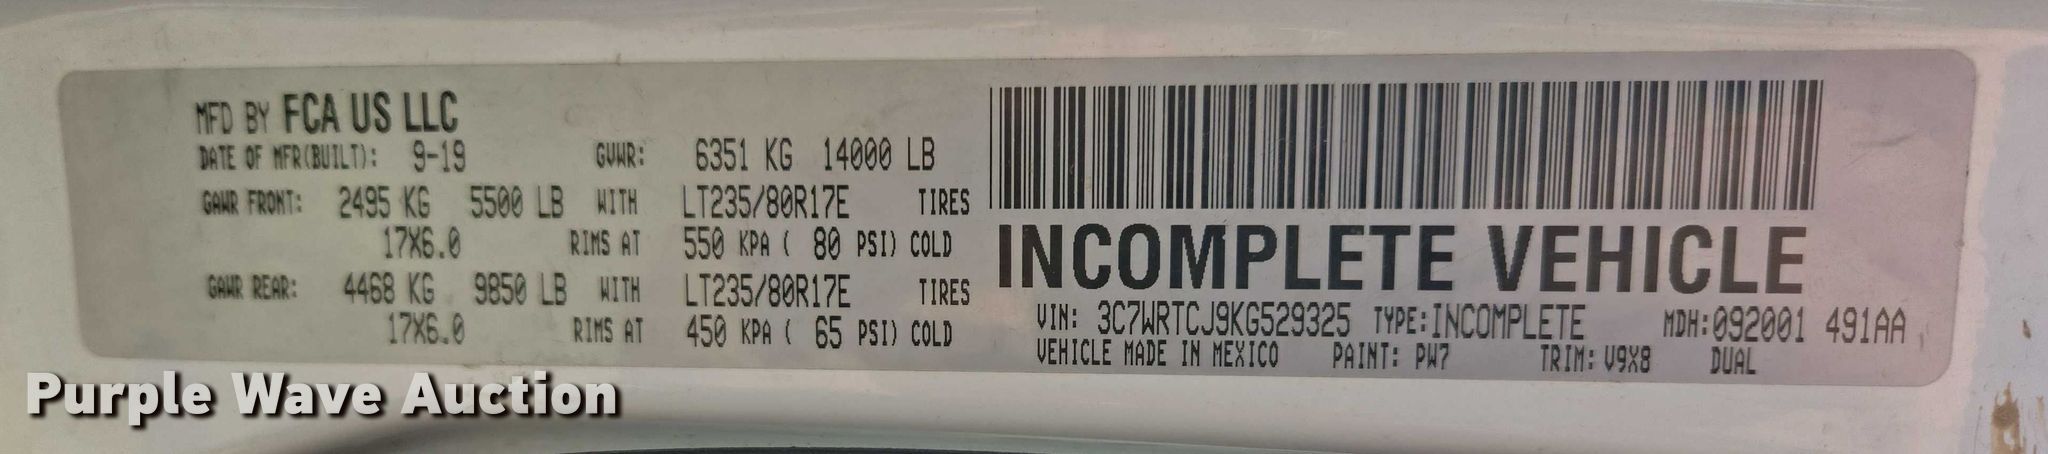 MFD BY FCA US LLC
DATE OF MFR(BUILT): 9-19 GVWR: 6351 KG 14000 LB
GAWR FRONT: 2495 KG 5500 LB WITH LT235/80R17E TIRES
17X6.0 RIMS AT 550 KPA ( 80 PSI) COLD
GAWR REAR: 4468 KG 9850 LB WITH LT235/80R17E TIRES
17X6.0 RIMS AT 450 KPA ( 65 PSI) COLD
INCOMPLETE VEHICLE
VIN: 3C7WRTCJ9KG529325 TYPE:INCOMPLETE MDH:092001 491AA
VEHICLE MADE IN MEXICO PAINT: PW7 TRIM: V9X8 DUAL
Purple Wave Auction